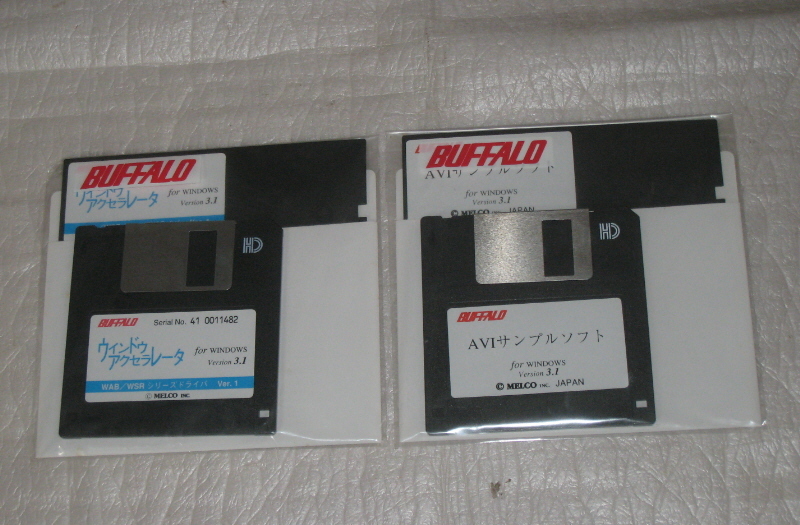 BUFFALO
ウィンドウ
アクセラレータ
for WINDOWS
Version 3.1
HD
BUFFALO
Serial No. 41 0011482
ウィンドウ
アクセラレータ
for WINDOWS
Version 3.1
WAB/WSR シリーズドライバ Ver. 1
© MELCO INC.
BUFFALO
AVIサンプルソフト
for WINDOWS
Version 3.1
© MELCO INC. JAPAN
HD
BUFFALO
AVIサンプルソフト
for WINDOWS
Version 3.1
© MELCO INC. JAPAN